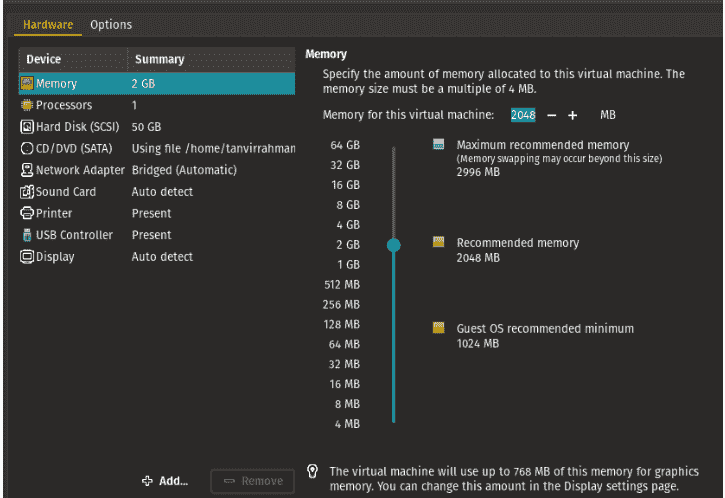 Hardware Options
Device Summary
Memory 2 GB
Processors 1
Hard Disk (SCSI) 50 GB
CD/DVD (SATA) Using file /home/tanvirrahman
Network Adapter Bridged (Automatic)
Sound Card Auto detect
Printer Present
USB Controller Present
Display Auto detect
Add...
Remove
Memory
Specify the amount of memory allocated to this virtual machine. The
memory size must be a multiple of 4 MB.
Memory for this virtual machine: 2048 − + MB
64 GB
32 GB
16 GB
8 GB
4 GB
2 GB
1 GB
512 MB
256 MB
128 MB
64 MB
32 MB
16 MB
8 MB
4 MB
Maximum recommended memory
(Memory swapping may occur beyond this size)
2996 MB
Recommended memory
2048 MB
Guest OS recommended minimum
1024 MB
The virtual machine will use up to 768 MB of this memory for graphics
memory. You can change this amount in the Display settings page.